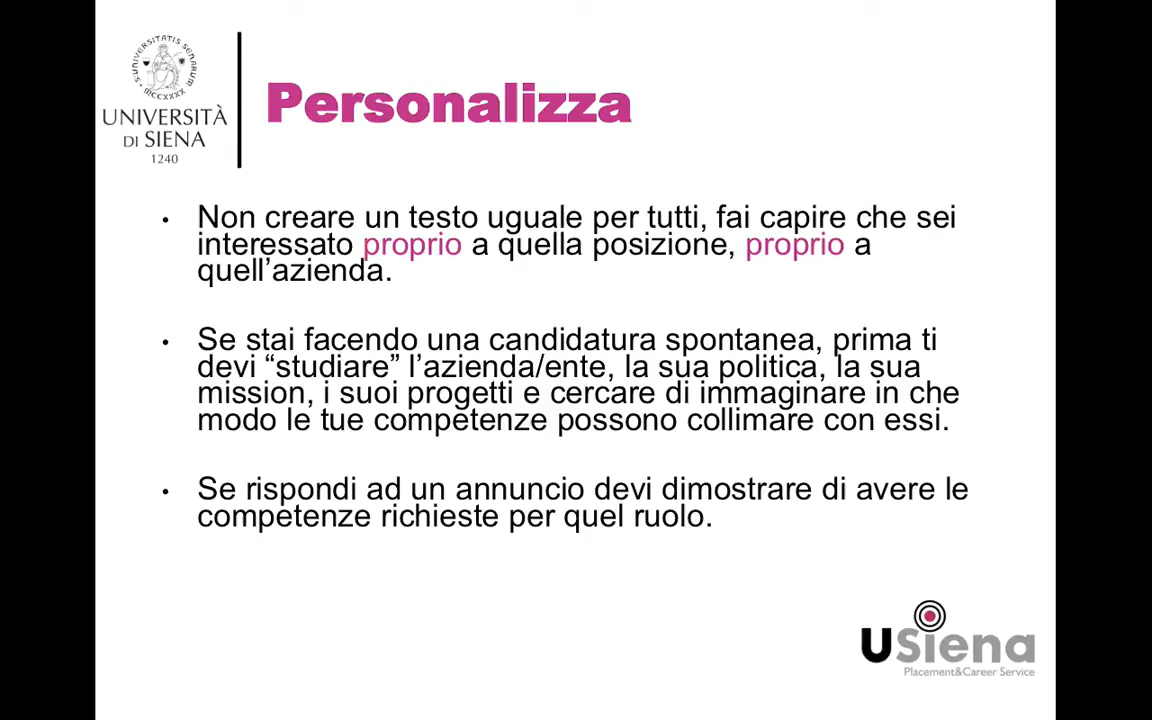 UNIVERSITÀ
DI SIENA
1240
Personalizza
• Non creare un testo uguale per tutti, fai capire che sei
interessato proprio a quella posizione, proprio a
quell’azienda.
• Se stai facendo una candidatura spontanea, prima ti
devi “studiare” l’azienda/ente, la sua politica, la sua
mission, i suoi progetti e cercare di immaginare in che
modo le tue competenze possono collimare con essi.
• Se rispondi ad un annuncio devi dimostrare di avere le
competenze richieste per quel ruolo.
USiena
Placement&Career Service